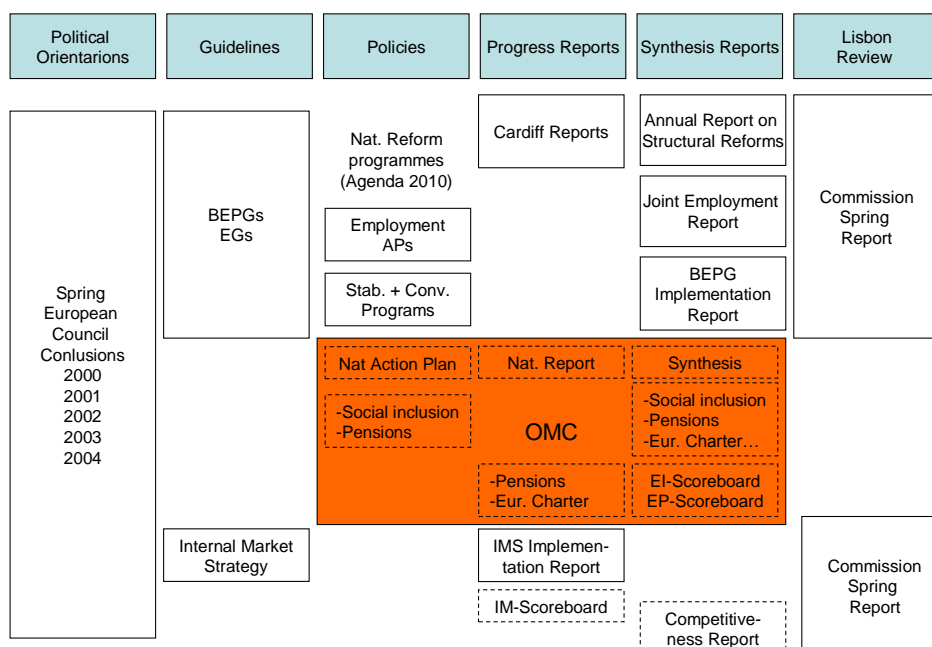 Political
Orientarions
Guidelines
Policies
Progress Reports
Synthesis Reports
Lisbon
Review
Spring
European
Council
Conlusions
2000
2001
2002
2003
2004
BEPGs
EGs
Internal Market
Strategy
Nat. Reform
programmes
(Agenda 2010)
Employment
APs
Stab. + Conv.
Programs
Cardiff Reports
Annual Report on
Structural Reforms
Joint Employment
Report
BEPG
Implementation
Report
Commission
Spring
Report
Nat Action Plan
-Social inclusion
-Pensions
Nat. Report
OMC
-Pensions
-Eur. Charter
Synthesis
-Social inclusion
-Pensions
-Eur. Charter…
EI-Scoreboard
EP-Scoreboard
IMS Implemen-
tation Report
IM-Scoreboard
Competitive-
ness Report
Commission
Spring
Report